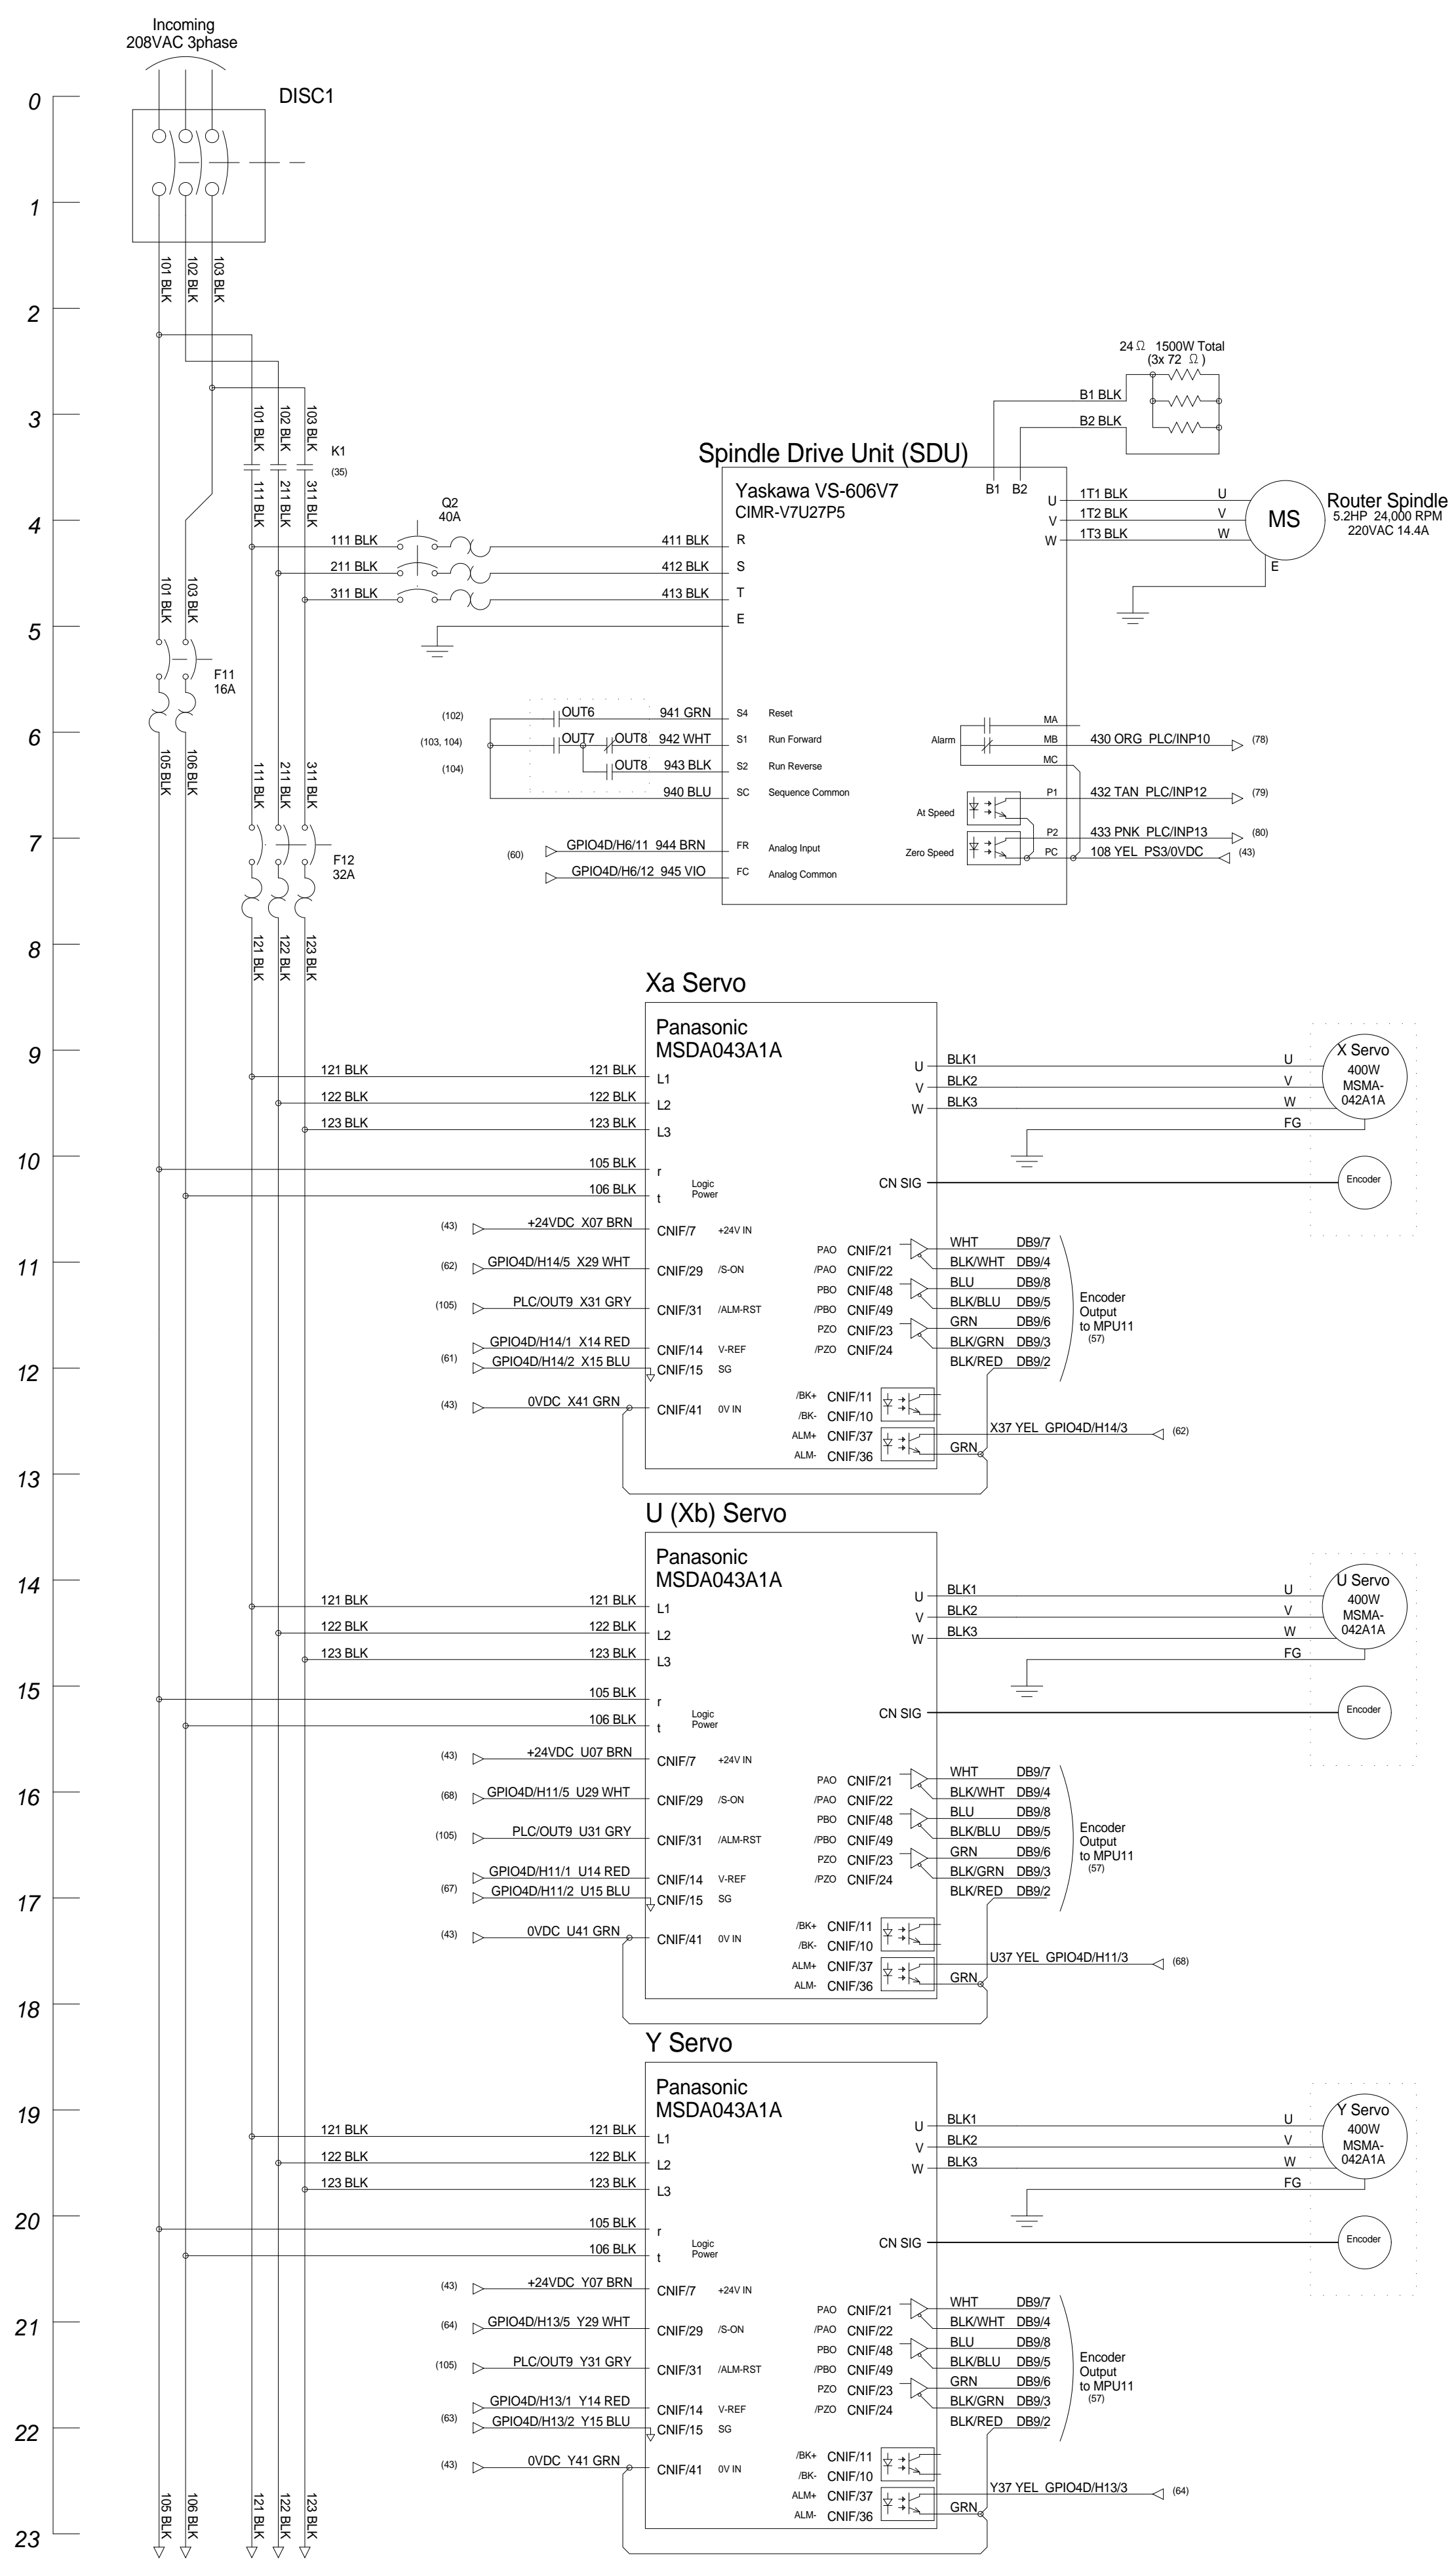 Incoming
208VAC 3phase
0
DISC1
1
101 BLK
102 BLK
103 BLK
2
24 Ω 1500W Total
(3x 72 Ω )
B1 BLK
3
101 BLK
102 BLK
103 BLK
B2 BLK
K1
(35)
Spindle Drive Unit (SDU)
111 BLK
211 BLK
311 BLK
Yaskawa VS-606V7
CIMR-V7U27P5
B1 B2
U 1T1 BLK U
V 1T2 BLK V
W 1T3 BLK W
MS
E
Router Spindle
5.2HP 24,000 RPM
220VAC 14.4A
4
Q2
40A
111 BLK 411 BLK R
211 BLK 412 BLK S
311 BLK 413 BLK T
E
101 BLK
103 BLK
5
F11
16A
(102) OUT6 941 GRN S4 Reset
MA
6
(103, 104) OUT7 OUT8 942 WHT S1 Run Forward
Alarm MB 430 ORG PLC/INP10 (78)
(104) OUT8 943 BLK S2 Run Reverse
MC
940 BLU SC Sequence Common
P1 432 TAN PLC/INP12 (79)
At Speed
105 BLK
106 BLK
111 BLK
211 BLK
311 BLK
7
P2 433 PNK PLC/INP13 (80)
(60) GPIO4D/H6/11 944 BRN FR Analog Input
Zero Speed PC 108 YEL PS3/0VDC (43)
GPIO4D/H6/12 945 VIO FC Analog Common
F12
32A
8
121 BLK
122 BLK
123 BLK
Xa Servo
9
Panasonic
MSDA043A1A
121 BLK 121 BLK L1
122 BLK 122 BLK L2
123 BLK 123 BLK L3
U BLK1 U
V BLK2 V
W BLK3 W
FG
X Servo
400W
MSMA-
042A1A
10
105 BLK r
106 BLK t
Logic
Power
CN SIG
Encoder
(43) +24VDC X07 BRN CNIF/7 +24V IN
11
(62) GPIO4D/H14/5 X29 WHT CNIF/29 /S-ON
(105) PLC/OUT9 X31 GRY CNIF/31 /ALM-RST
GPIO4D/H14/1 X14 RED CNIF/14 V-REF
(61)
GPIO4D/H14/2 X15 BLU CNIF/15 SG
12
(43) 0VDC X41 GRN CNIF/41 0V IN
PAO CNIF/21 WHT DB9/7
/PAO CNIF/22 BLK/WHT DB9/4
PBO CNIF/48 BLU DB9/8
/PBO CNIF/49 BLK/BLU DB9/5
PZO CNIF/23 GRN DB9/6
/PZO CNIF/24 BLK/GRN DB9/3
BLK/RED DB9/2
Encoder
Output
to MPU11
(57)
/BK+ CNIF/11
/BK- CNIF/10
ALM+ CNIF/37 X37 YEL GPIO4D/H14/3 (62)
ALM- CNIF/36 GRN
13
U (Xb) Servo
14
Panasonic
MSDA043A1A
121 BLK 121 BLK L1
122 BLK 122 BLK L2
123 BLK 123 BLK L3
U BLK1 U
V BLK2 V
W BLK3 W
FG
U Servo
400W
MSMA-
042A1A
15
105 BLK r
106 BLK t
Logic
Power
CN SIG
Encoder
(43) +24VDC U07 BRN CNIF/7 +24V IN
16
(68) GPIO4D/H11/5 U29 WHT CNIF/29 /S-ON
(105) PLC/OUT9 U31 GRY CNIF/31 /ALM-RST
GPIO4D/H11/1 U14 RED CNIF/14 V-REF
(67)
GPIO4D/H11/2 U15 BLU CNIF/15 SG
17
(43) 0VDC U41 GRN CNIF/41 0V IN
PAO CNIF/21 WHT DB9/7
/PAO CNIF/22 BLK/WHT DB9/4
PBO CNIF/48 BLU DB9/8
/PBO CNIF/49 BLK/BLU DB9/5
PZO CNIF/23 GRN DB9/6
/PZO CNIF/24 BLK/GRN DB9/3
BLK/RED DB9/2
Encoder
Output
to MPU11
(57)
/BK+ CNIF/11
/BK- CNIF/10
ALM+ CNIF/37 U37 YEL GPIO4D/H11/3 (68)
ALM- CNIF/36 GRN
18
Y Servo
19
Panasonic
MSDA043A1A
121 BLK 121 BLK L1
122 BLK 122 BLK L2
123 BLK 123 BLK L3
U BLK1 U
V BLK2 V
W BLK3 W
FG
Y Servo
400W
MSMA-
042A1A
20
105 BLK r
106 BLK t
Logic
Power
CN SIG
Encoder
(43) +24VDC Y07 BRN CNIF/7 +24V IN
21
(64) GPIO4D/H13/5 Y29 WHT CNIF/29 /S-ON
(105) PLC/OUT9 Y31 GRY CNIF/31 /ALM-RST
GPIO4D/H13/1 Y14 RED CNIF/14 V-REF
(63)
GPIO4D/H13/2 Y15 BLU CNIF/15 SG
22
(43) 0VDC Y41 GRN CNIF/41 0V IN
PAO CNIF/21 WHT DB9/7
/PAO CNIF/22 BLK/WHT DB9/4
PBO CNIF/48 BLU DB9/8
/PBO CNIF/49 BLK/BLU DB9/5
PZO CNIF/23 GRN DB9/6
/PZO CNIF/24 BLK/GRN DB9/3
BLK/RED DB9/2
Encoder
Output
to MPU11
(57)
/BK+ CNIF/11
/BK- CNIF/10
ALM+ CNIF/37 Y37 YEL GPIO4D/H13/3 (64)
ALM- CNIF/36 GRN
105 BLK
106 BLK
121 BLK
122 BLK
123 BLK
23